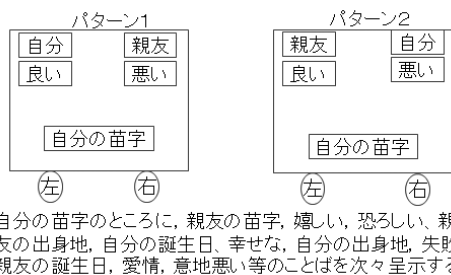 パターン1 パターン2
自分 親友 親友 自分
良い 悪い 良い 悪い
自分の苗字 自分の苗字
左 右 左 右
自分の苗字のところに, 親友の苗字, 嬉しい, 恐ろしい、親
友の出身地, 自分の誕生日、幸せな, 自分の出身地, 失敗
親友の誕生日, 愛情, 意地悪い等のことばを次々呈示する